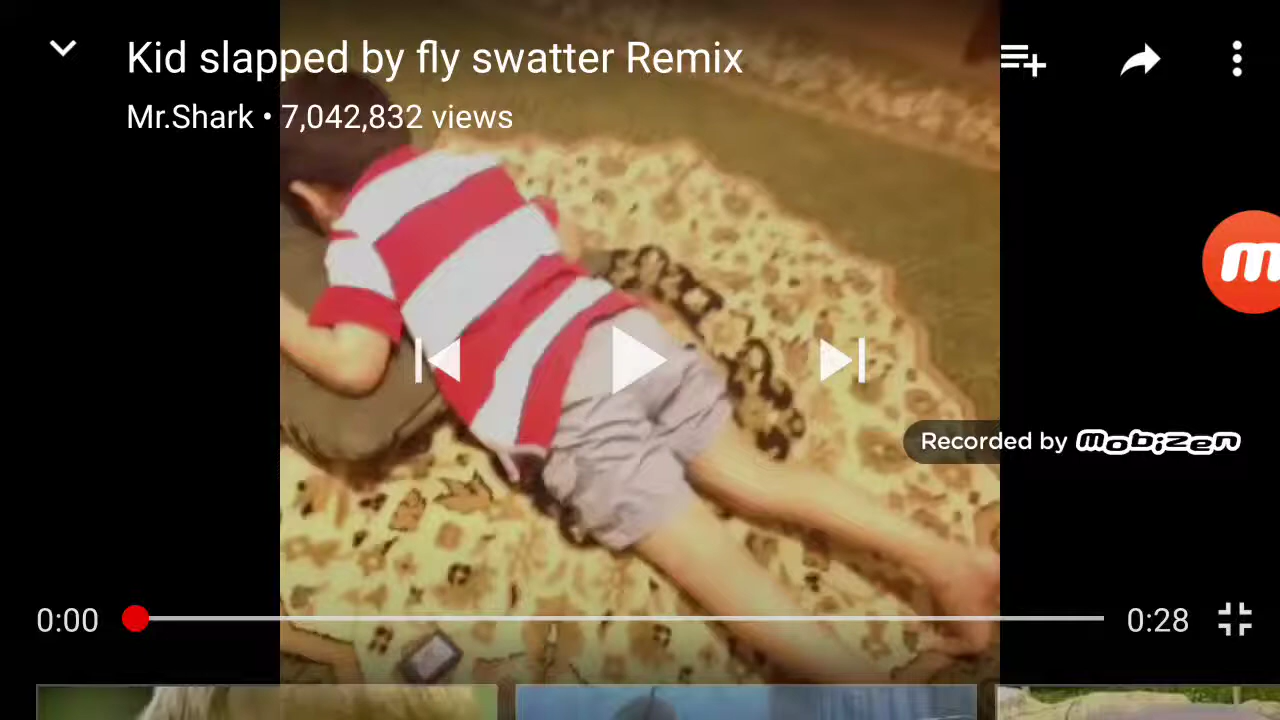 Kid slapped by fly swatter Remix
Mr.Shark • 7,042,832 views
m
Recorded by mobizen
0:00
0:28